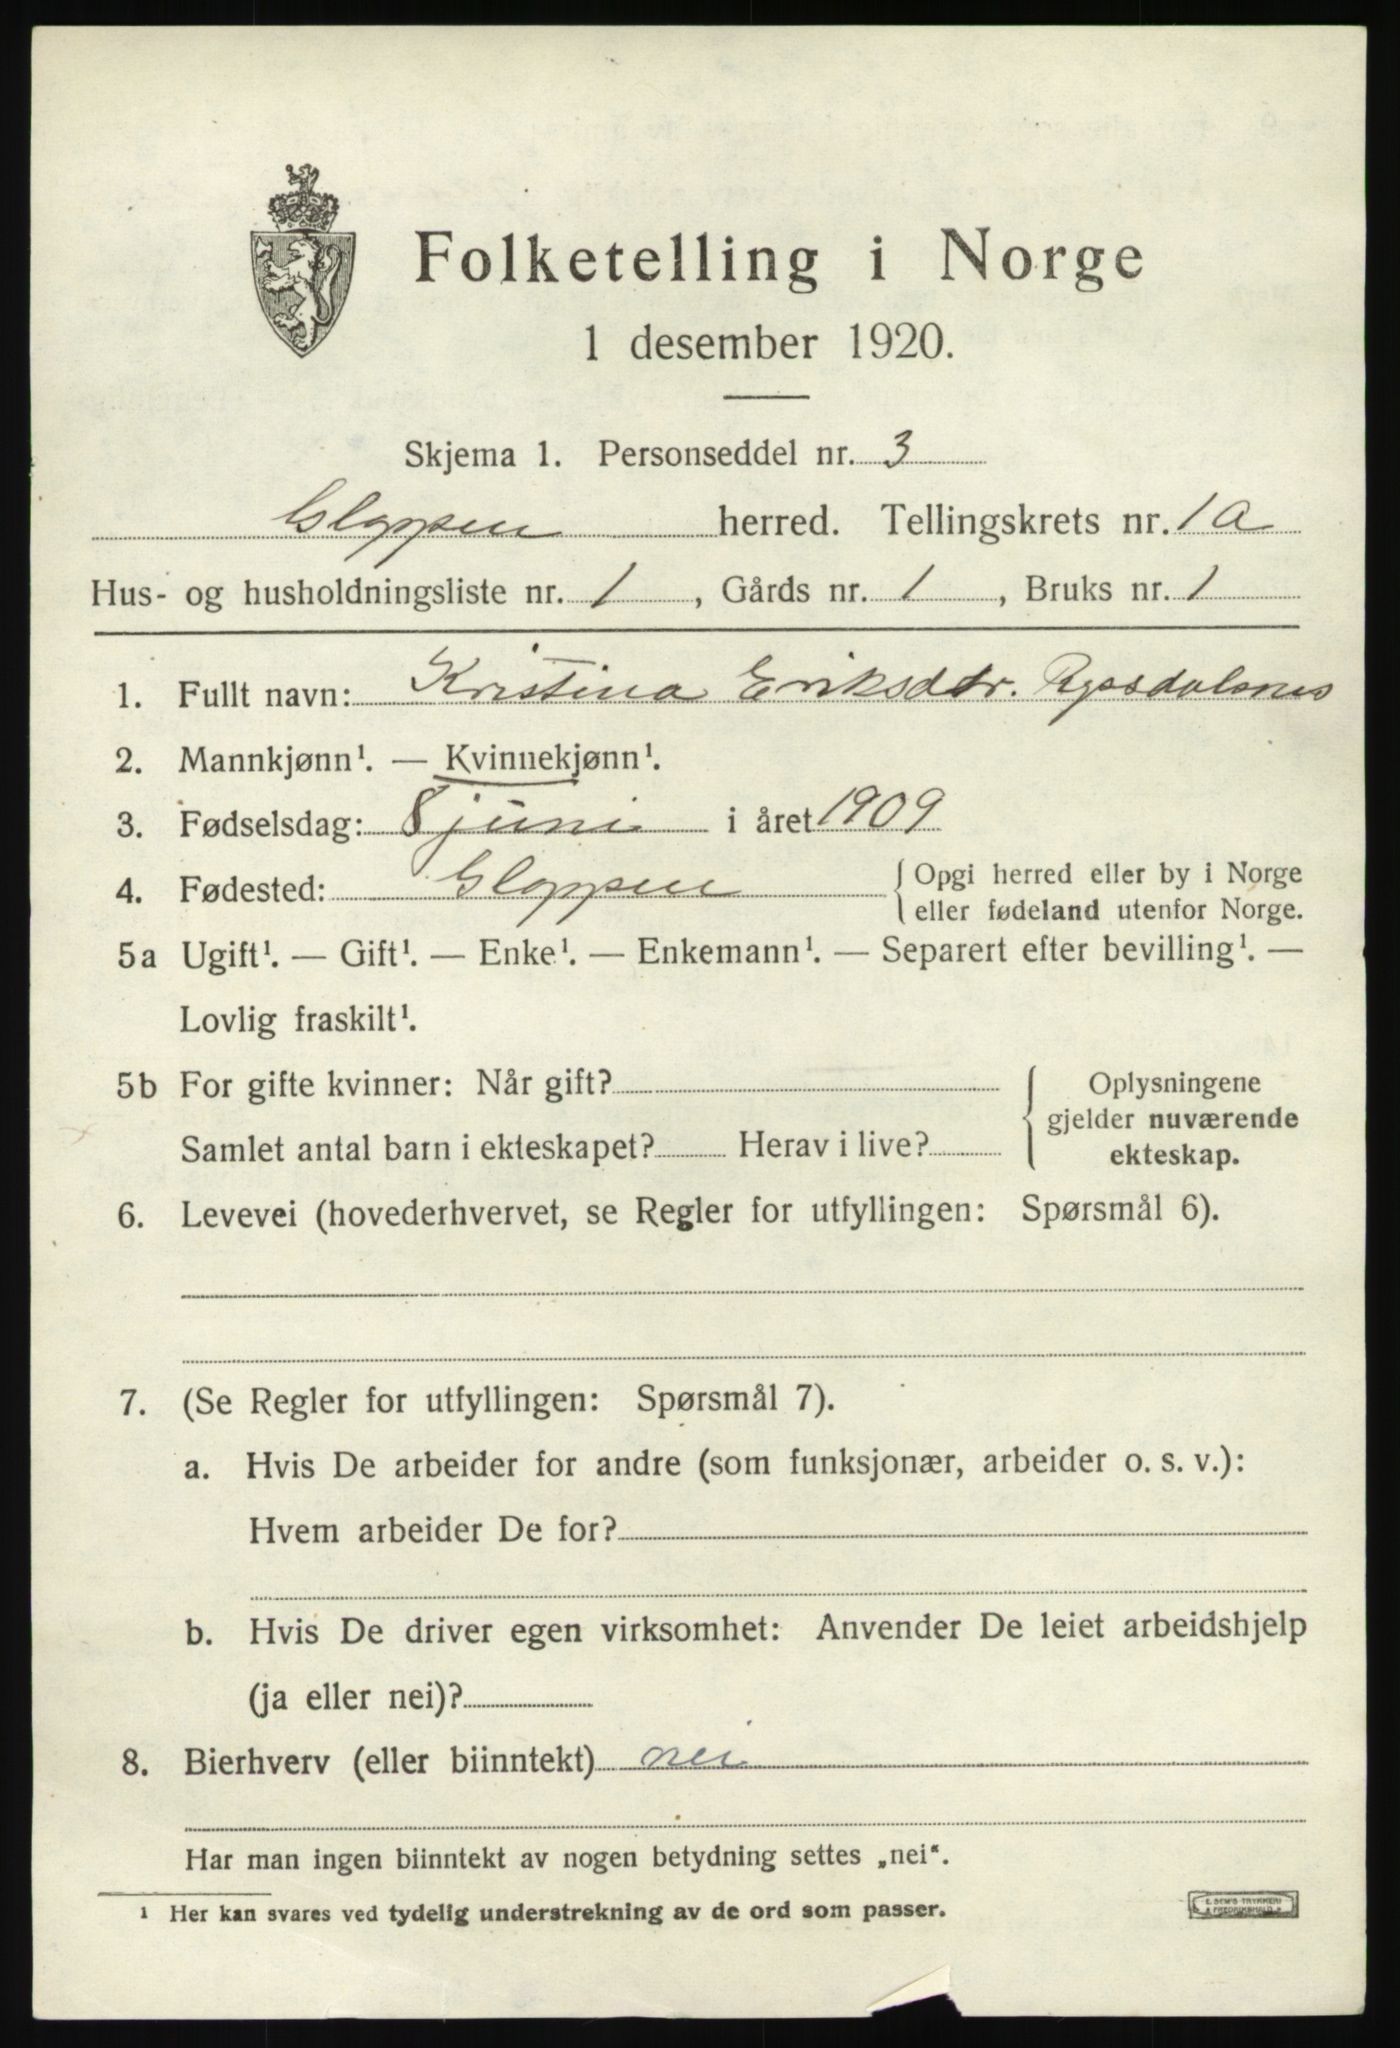 Folketelling i Norge
1 desember 1920.
Skjema 1. Personseddel nr. 3
Gloppen herred. Tellingskrets nr. 1a
Hus- og husholdningsliste nr. 1, Gårds nr. 1, Bruks nr. 1
1. Fullt navn: Kristina Eriksdtr. Ryssdalsnes
2. Mannkjønn¹. — Kvinnekjønn¹.
3. Fødselsdag: 8 juni i året 1909
4. Fødested: Gloppen { Opgi herred eller by i Norge
eller fødeland utenfor Norge.
5a Ugift¹. — Gift¹. — Enke¹. — Enkemann¹. — Separert efter bevilling¹. —
Lovlig fraskilt¹.
5b For gifte kvinner: Når gift?
Samlet antal barn i ekteskapet? Herav i live?
{ Oplysningene
gjelder nuværende
ekteskap.
6. Levevei (hovederhvervet, se Regler for utfyllingen: Spørsmål 6).
7. (Se Regler for utfyllingen: Spørsmål 7).
a. Hvis De arbeider for andre (som funksjonær, arbeider o. s. v.):
Hvem arbeider De for?
b. Hvis De driver egen virksomhet: Anvender De leiet arbeidshjelp
(ja eller nei)?
8. Bierhverv (eller biinntekt) nei
Har man ingen biinntekt av nogen betydning settes „nei".
¹ Her kan svares ved tydelig understrekning av de ord som passer.
E. SEM'S TRYKKERI
FREDRIKSHALD